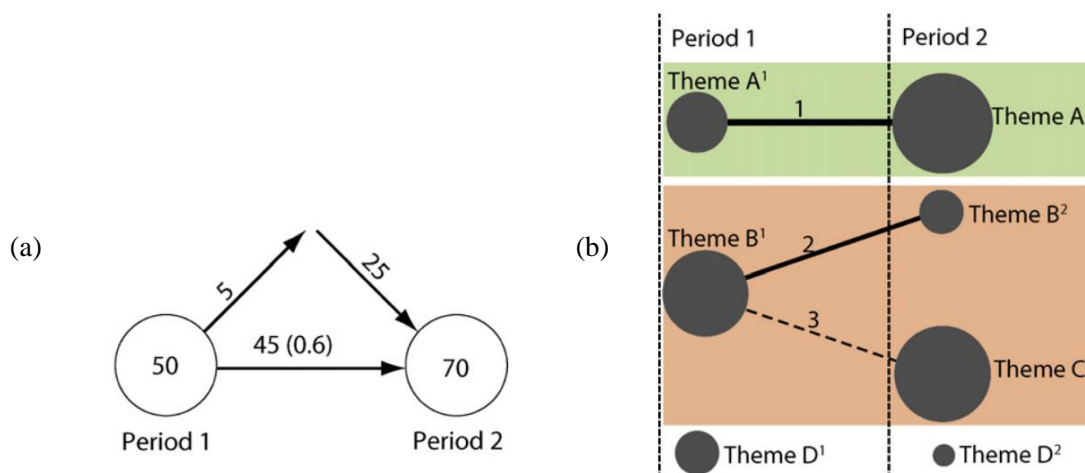 (a)
5
25
45 (0.6)
50
70
Period 1
Period 2
(b)
Period 1
Period 2
Theme A¹
1
Theme A
Theme B¹
2
Theme B²
3
Theme C
Theme D¹
Theme D²